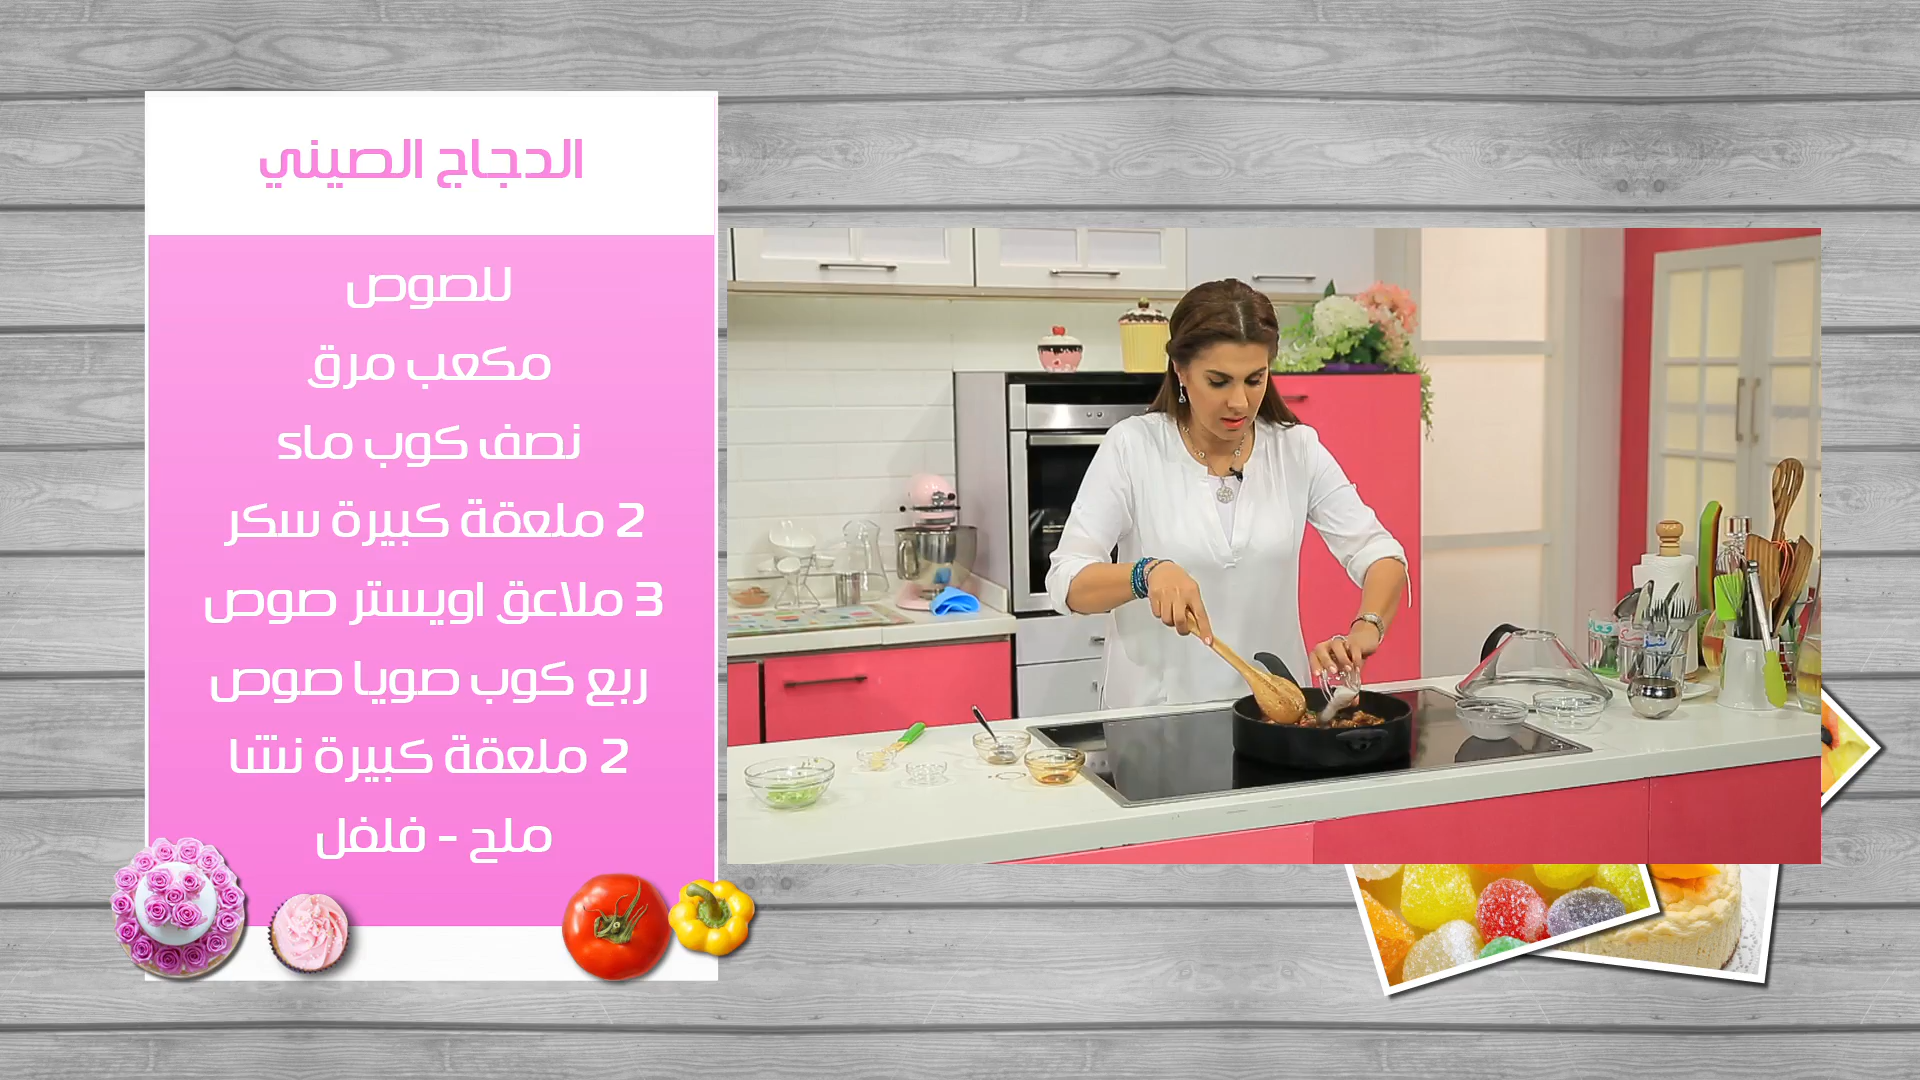 الدجاج الصيني
للصوص
مكعب مرق
نصف كوب ماء
2 ملعقة كبيرة سكر
3 ملاعق اويستر صوص
ربع كوب صويا صوص
2 ملعقة كبيرة نشا
ملح - فلفل